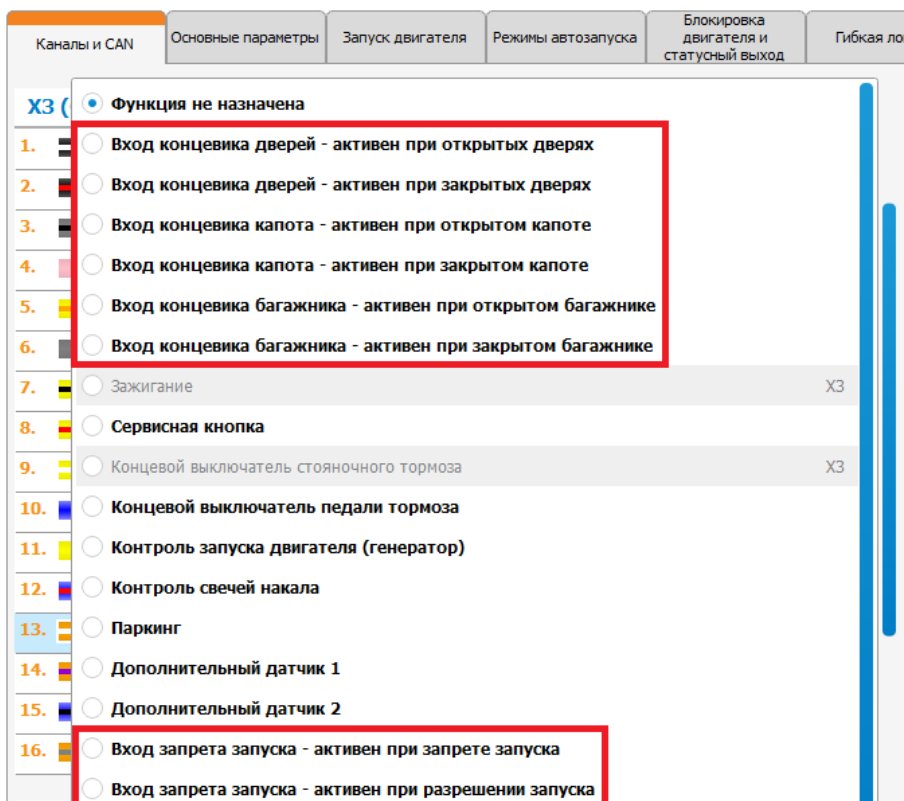 Каналы и CAN
Основные параметры
Запуск двигателя
Режимы автозапуска
Блокировка
двигателя и
статусный выход
Гибкая ло
X3 (
Функция не назначена
1. Вход концевика дверей - активен при открытых дверях
2. Вход концевика дверей - активен при закрытых дверях
3. Вход концевика капота - активен при открытом капоте
4. Вход концевика капота - активен при закрытом капоте
5. Вход концевика багажника - активен при открытом багажнике
6. Вход концевика багажника - активен при закрытом багажнике
7. Зажигание X3
8. Сервисная кнопка
9. Концевой выключатель стояночного тормоза X3
10. Концевой выключатель педали тормоза
11. Контроль запуска двигателя (генератор)
12. Контроль свечей накала
13. Паркинг
14. Дополнительный датчик 1
15. Дополнительный датчик 2
16. Вход запрета запуска - активен при запрете запуска
Вход запрета запуска - активен при разрешении запуска